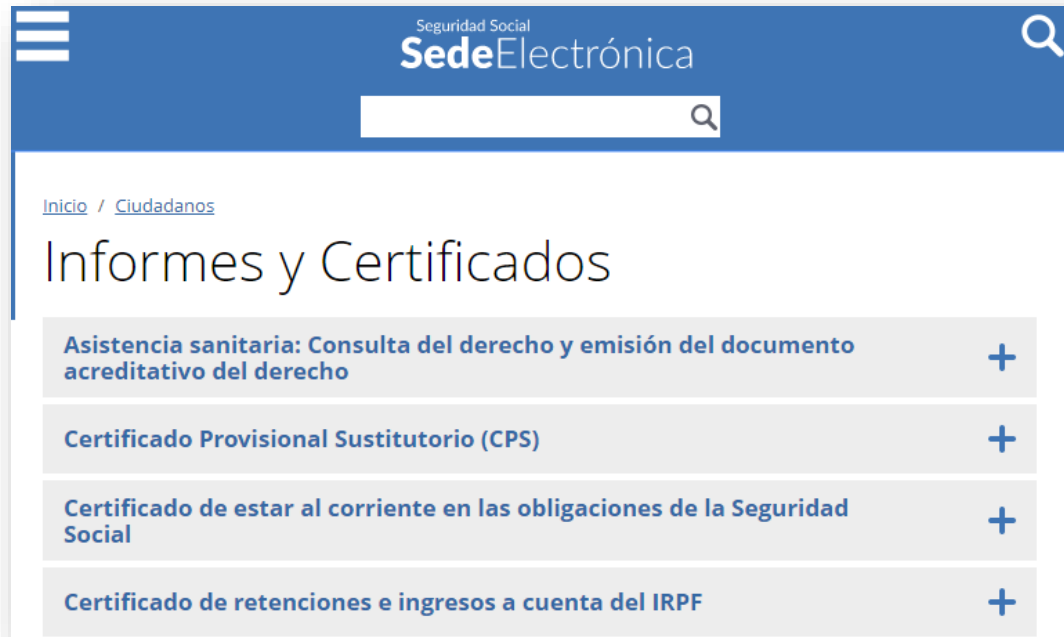 Seguridad Social
SedeElectrónica
Inicio / Ciudadanos
Informes y Certificados
Asistencia sanitaria: Consulta del derecho y emisión del documento
acreditativo del derecho
Certificado Provisional Sustitutorio (CPS)
Certificado de estar al corriente en las obligaciones de la Seguridad
Social
Certificado de retenciones e ingresos a cuenta del IRPF